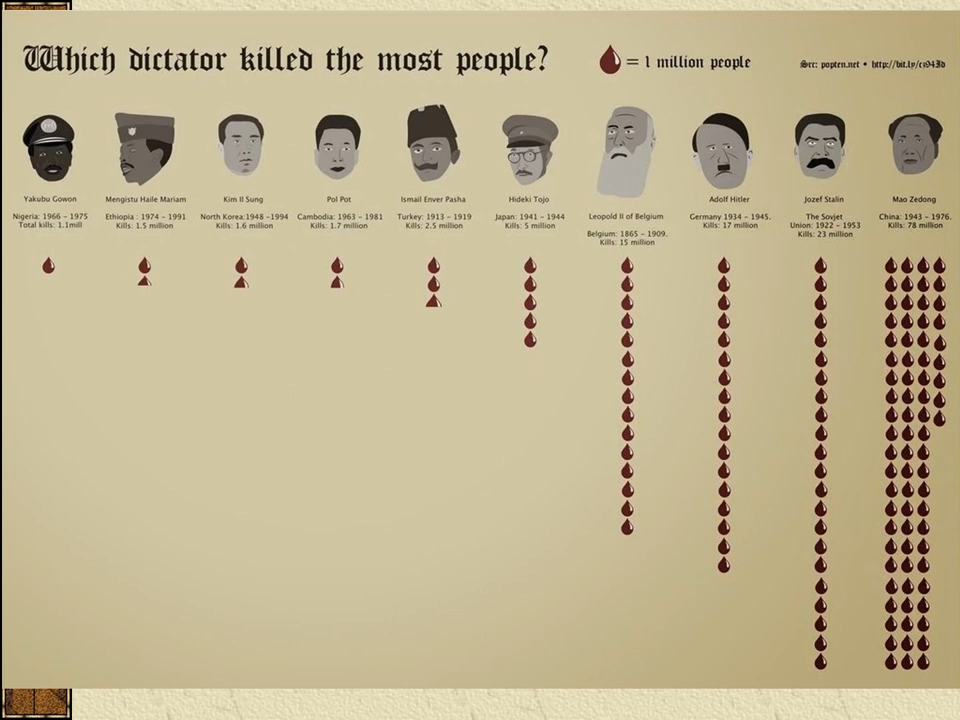 Which dictator killed the most people?
= 1 million people
Src: popten.net • http://bit.ly/cs94Jb
Yakubu Gowon
Nigeria: 1966 - 1975
Total kills: 1.1mill
Mengistu Haile Mariam
Ethiopia : 1974 - 1991
Kills: 1.5 million
Kim Il Sung
North Korea:1948 -1994
Kills: 1.6 million
Pol Pot
Cambodia: 1963 - 1981
Kills: 1.7 million
Ismail Enver Pasha
Turkey: 1913 - 1919
Kills: 2.5 million
Hideki Tojo
Japan: 1941 - 1944
Kills: 5 million
Leopold II of Belgium
Belgium: 1865 - 1909.
Kills: 15 million
Adolf Hitler
Germany 1934 - 1945.
Kills: 17 million
Jozef Stalin
The Sovjet
Union: 1922 - 1953
Kills: 23 million
Mao Zedong
China: 1943 - 1976.
Kills: 78 million